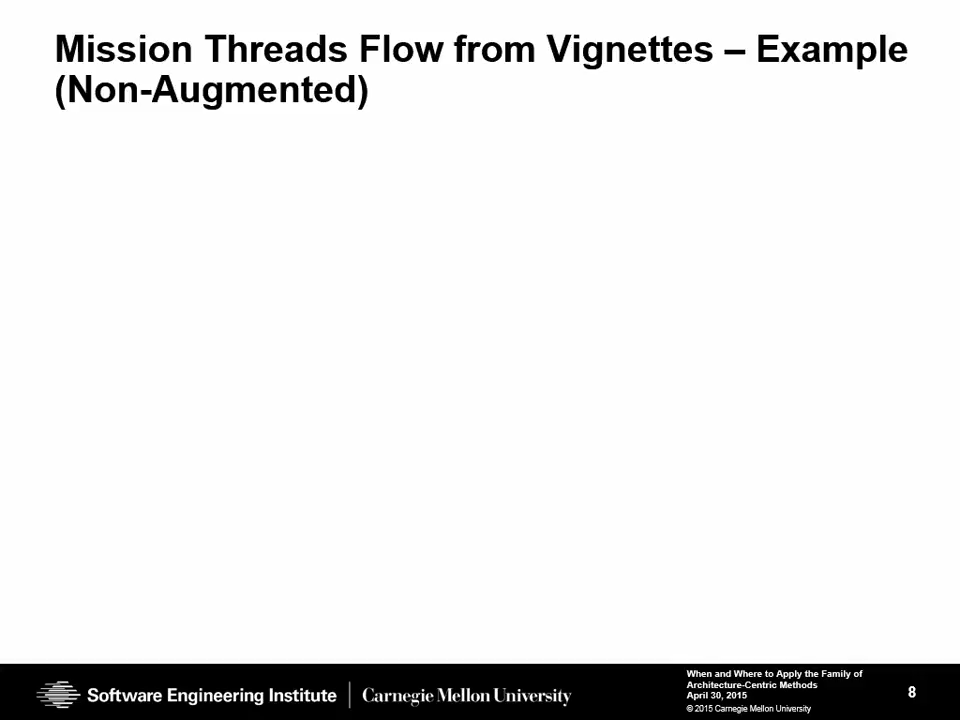 Mission Threads Flow from Vignettes – Example
(Non-Augmented)
Software Engineering Institute
Carnegie Mellon University
When and Where to Apply the Family of
Architecture-Centric Methods
April 30, 2015
© 2015 Carnegie Mellon University
8